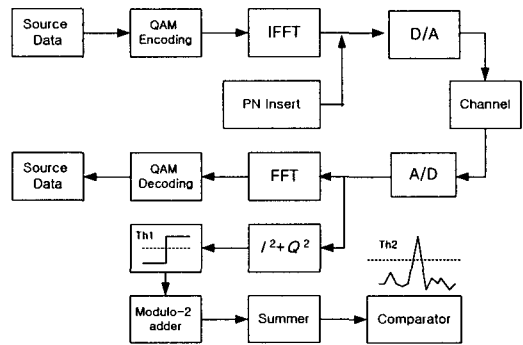 Source
Data
QAM
Encoding
IFFT
D/A
PN Insert
Channel
Source
Data
QAM
Decoding
FFT
A/D
Th1
I²+Q²
Th2
Modulo-2
adder
Summer
Comparator